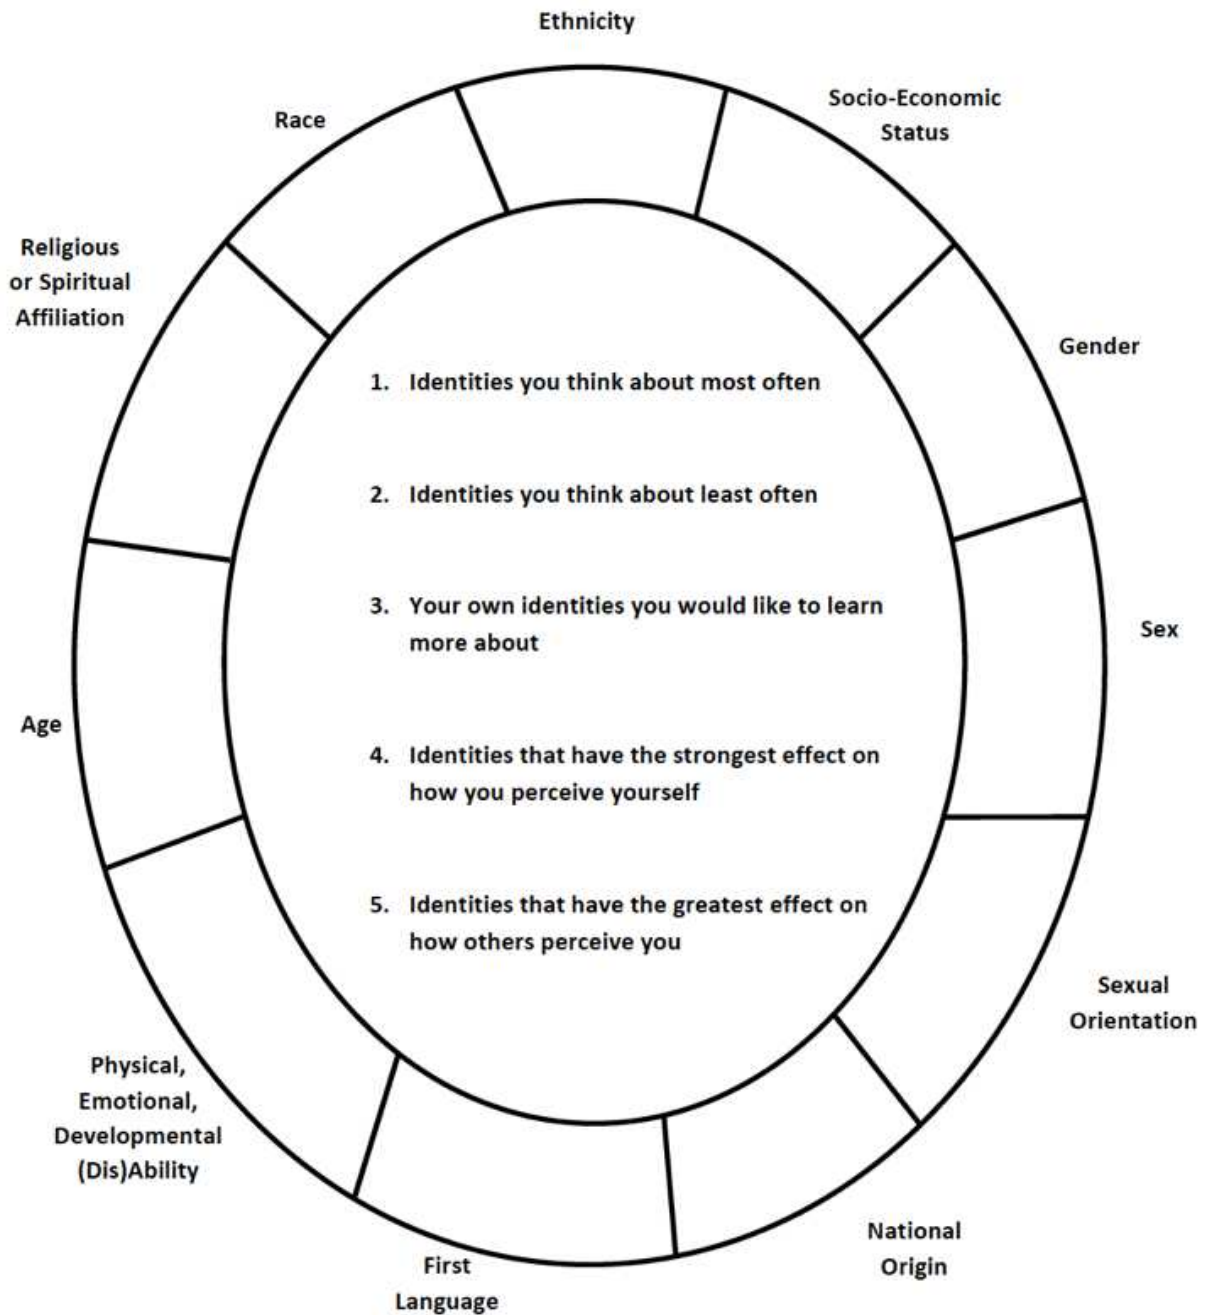 Ethnicity
Socio-Economic
Status
Race
Religious
or Spiritual
Affiliation
Gender
1. Identities you think about most often
2. Identities you think about least often
3. Your own identities you would like to learn
more about
Sex
Age
4. Identities that have the strongest effect on
how you perceive yourself
5. Identities that have the greatest effect on
how others perceive you
Sexual
Orientation
Physical,
Emotional,
Developmental
(Dis)Ability
National
Origin
First
Language